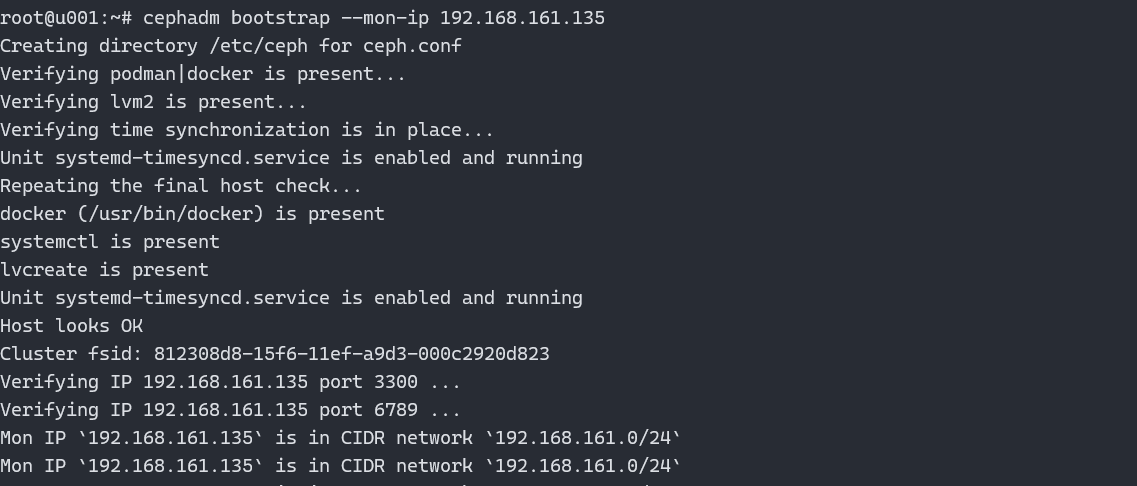 root@u001:~# cephadm bootstrap --mon-ip 192.168.161.135
Creating directory /etc/ceph for ceph.conf
Verifying podman|docker is present...
Verifying lvm2 is present...
Verifying time synchronization is in place...
Unit systemd-timesyncd.service is enabled and running
Repeating the final host check...
docker (/usr/bin/docker) is present
systemctl is present
lvcreate is present
Unit systemd-timesyncd.service is enabled and running
Host looks OK
Cluster fsid: 812308d8-15f6-11ef-a9d3-000c2920d823
Verifying IP 192.168.161.135 port 3300 ...
Verifying IP 192.168.161.135 port 6789 ...
Mon IP `192.168.161.135` is in CIDR network `192.168.161.0/24`
Mon IP `192.168.161.135` is in CIDR network `192.168.161.0/24`